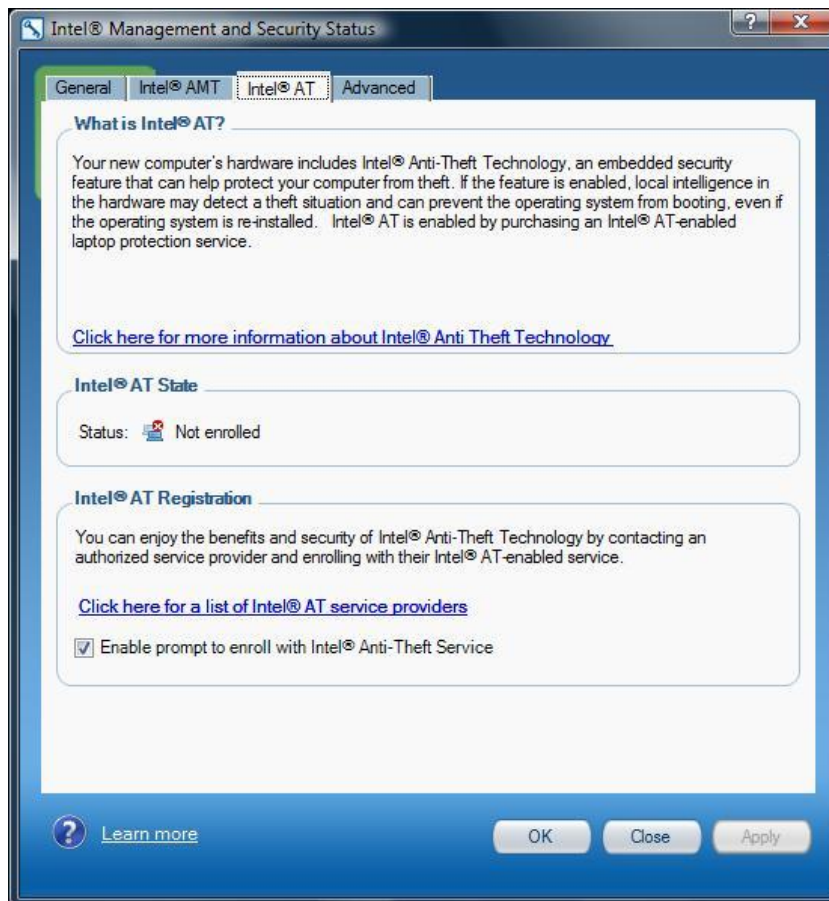 Intel® Management and Security Status
?
X
General Intel® AMT Intel® AT Advanced
What is Intel® AT?
Your new computer's hardware includes Intel® Anti-Theft Technology, an embedded security
feature that can help protect your computer from theft. If the feature is enabled, local intelligence in
the hardware may detect a theft situation and can prevent the operating system from booting, even if
the operating system is re-installed.   Intel® AT is enabled by purchasing an Intel® AT-enabled
laptop protection service.
Click here for more information about Intel® Anti Theft Technology
Intel® AT State
Status: Not enrolled
Intel® AT Registration
You can enjoy the benefits and security of Intel® Anti-Theft Technology by contacting an
authorized service provider and enrolling with their Intel® AT-enabled service.
Click here for a list of Intel® AT service providers
Enable prompt to enroll with Intel® Anti-Theft Service
? Learn more
OK Close Apply